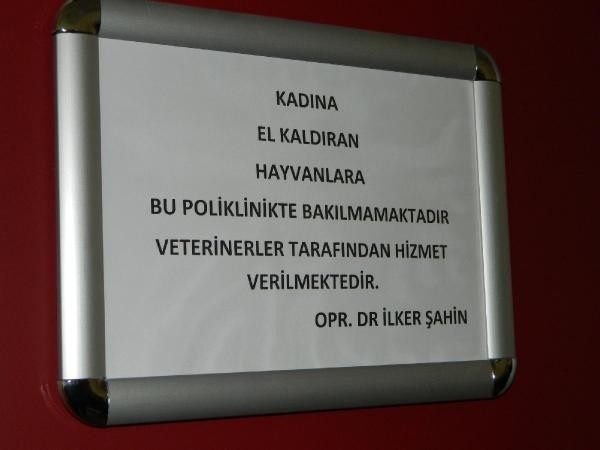 KADINA
EL KALDIRAN
HAYVANLARA
BU POLİKLİNİKTE BAKILMAMAKTADIR
VETERİNERLER TARAFINDAN HİZMET
VERİLMEKTEDİR.
OPR. DR İLKER ŞAHİN